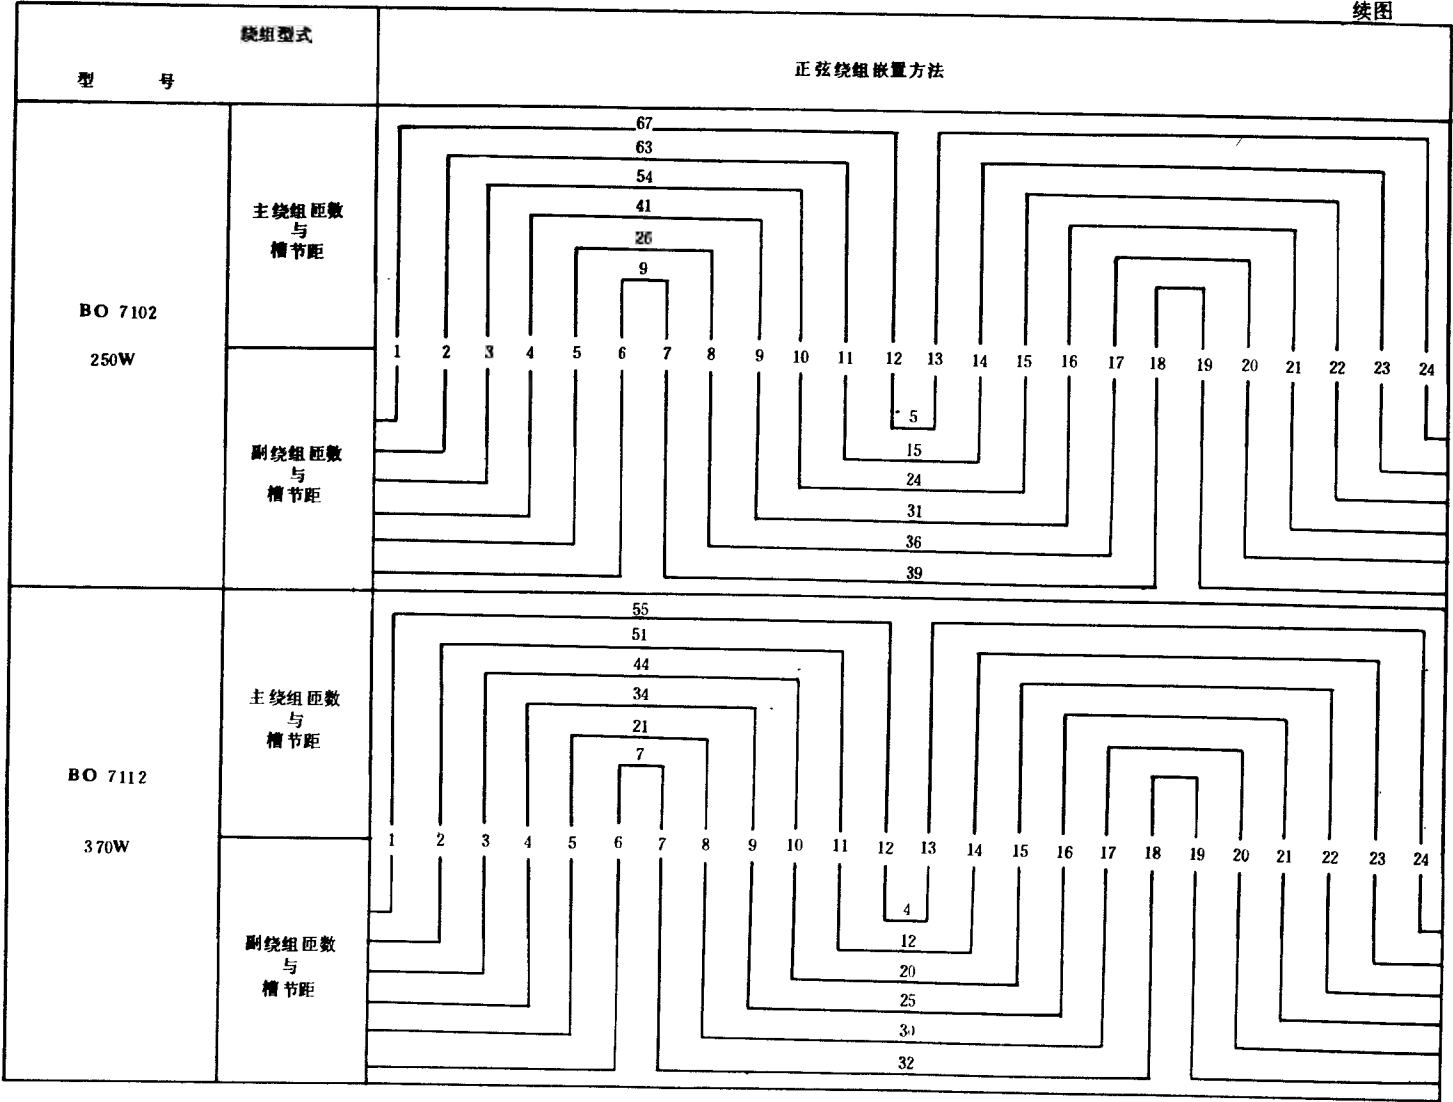 续图
绕组型式
型 号
正弦绕组嵌置方法
BO 7102
250W
主绕组匝数
与
槽节距
67
63
54
41
26
9
1 2 3 4 5 6 7 8 9 10 11 12 13 14 15 16 17 18 19 20 21 22 23 24
副绕组匝数
与
槽节距
5
15
24
31
36
39
BO 7112
370W
主绕组匝数
与
槽节距
55
51
44
34
21
7
1 2 3 4 5 6 7 8 9 10 11 12 13 14 15 16 17 18 19 20 21 22 23 24
副绕组匝数
与
槽节距
4
12
20
25
30
32